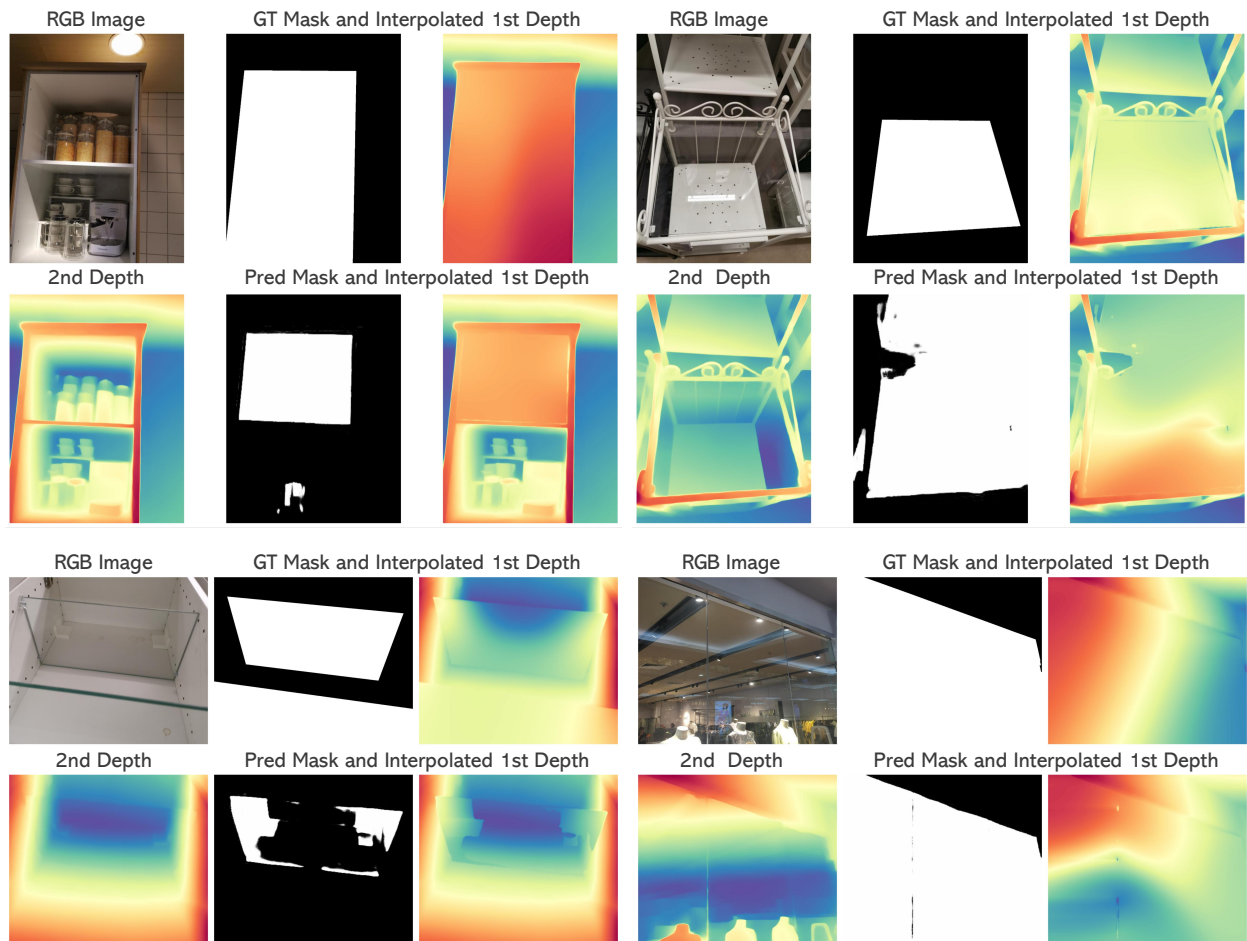 RGB Image
GT Mask and Interpolated 1st Depth
RGB Image
GT Mask and Interpolated 1st Depth
2nd Depth
Pred Mask and Interpolated 1st Depth
2nd  Depth
Pred Mask and Interpolated 1st Depth
RGB Image
GT Mask and Interpolated 1st Depth
RGB Image
GT Mask and Interpolated 1st Depth
2nd Depth
Pred Mask and Interpolated 1st Depth
2nd  Depth
Pred Mask and Interpolated 1st Depth